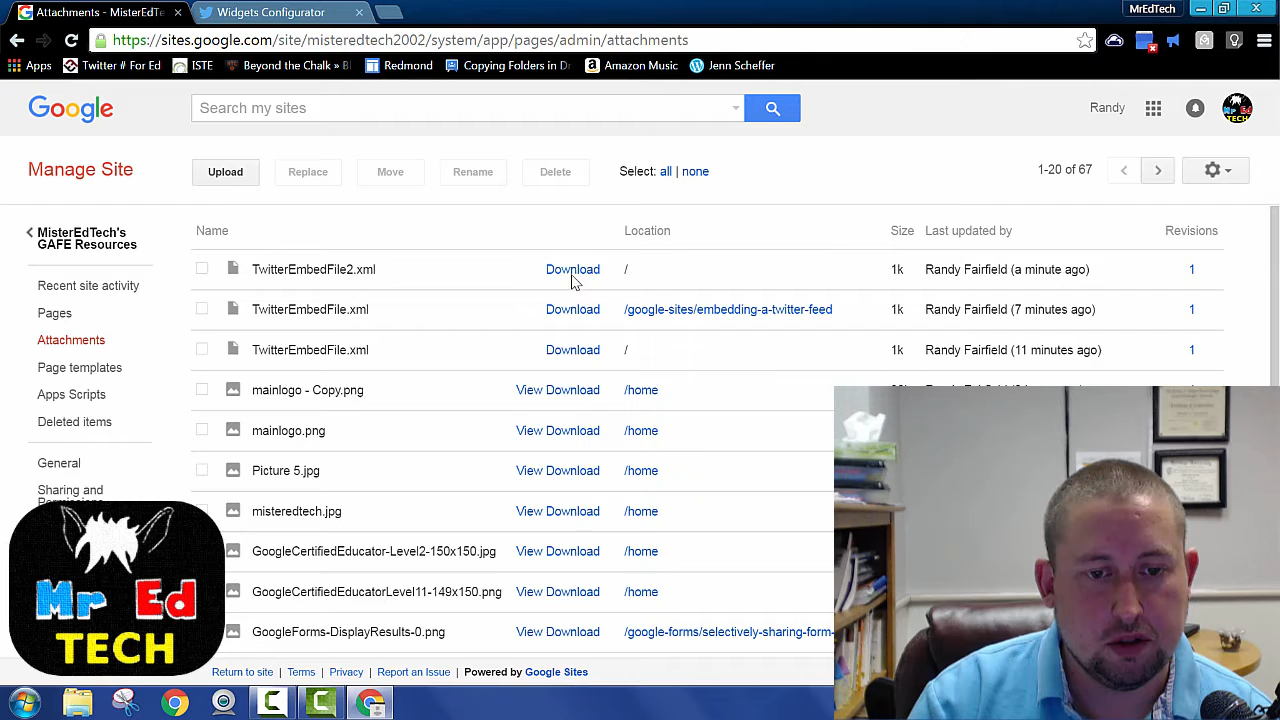 Attachments - MisterEdTe × Widgets Configurator × MrEdTech
https://sites.google.com/site/misteredtech2002/system/app/pages/admin/attachments
Apps Twitter # For Ed ISTE Beyond the Chalk » Bl Redmond Copying Folders in Dr Amazon Music Jenn Scheffer
Google Search my sites Randy
Manage Site Upload Replace Move Rename Delete Select: all | none 1-20 of 67
MisterEdTech's
GAFE Resources
Recent site activity
Pages
Attachments
Page templates
Apps Scripts
Deleted items
General
Sharing and
Name Location Size Last updated by Revisions
TwitterEmbedFile2.xml Download / 1k Randy Fairfield (a minute ago) 1
TwitterEmbedFile.xml Download /google-sites/embedding-a-twitter-feed 1k Randy Fairfield (7 minutes ago) 1
TwitterEmbedFile.xml Download / 1k Randy Fairfield (11 minutes ago) 1
mainlogo - Copy.png View Download /home
mainlogo.png View Download /home
Picture 5.jpg View Download /home
misteredtech.jpg View Download /home
GoogleCertifiedEducator-Level2-150x150.jpg View Download /home
GoogleCertifiedEducatorLevel11-149x150.png View Download /home
GoogleForms-DisplayResults-0.png View Download /google-forms/selectively-sharing-form-
Mr Ed
TECH
Return to site | Terms | Privacy | Report an Issue | Powered by Google Sites